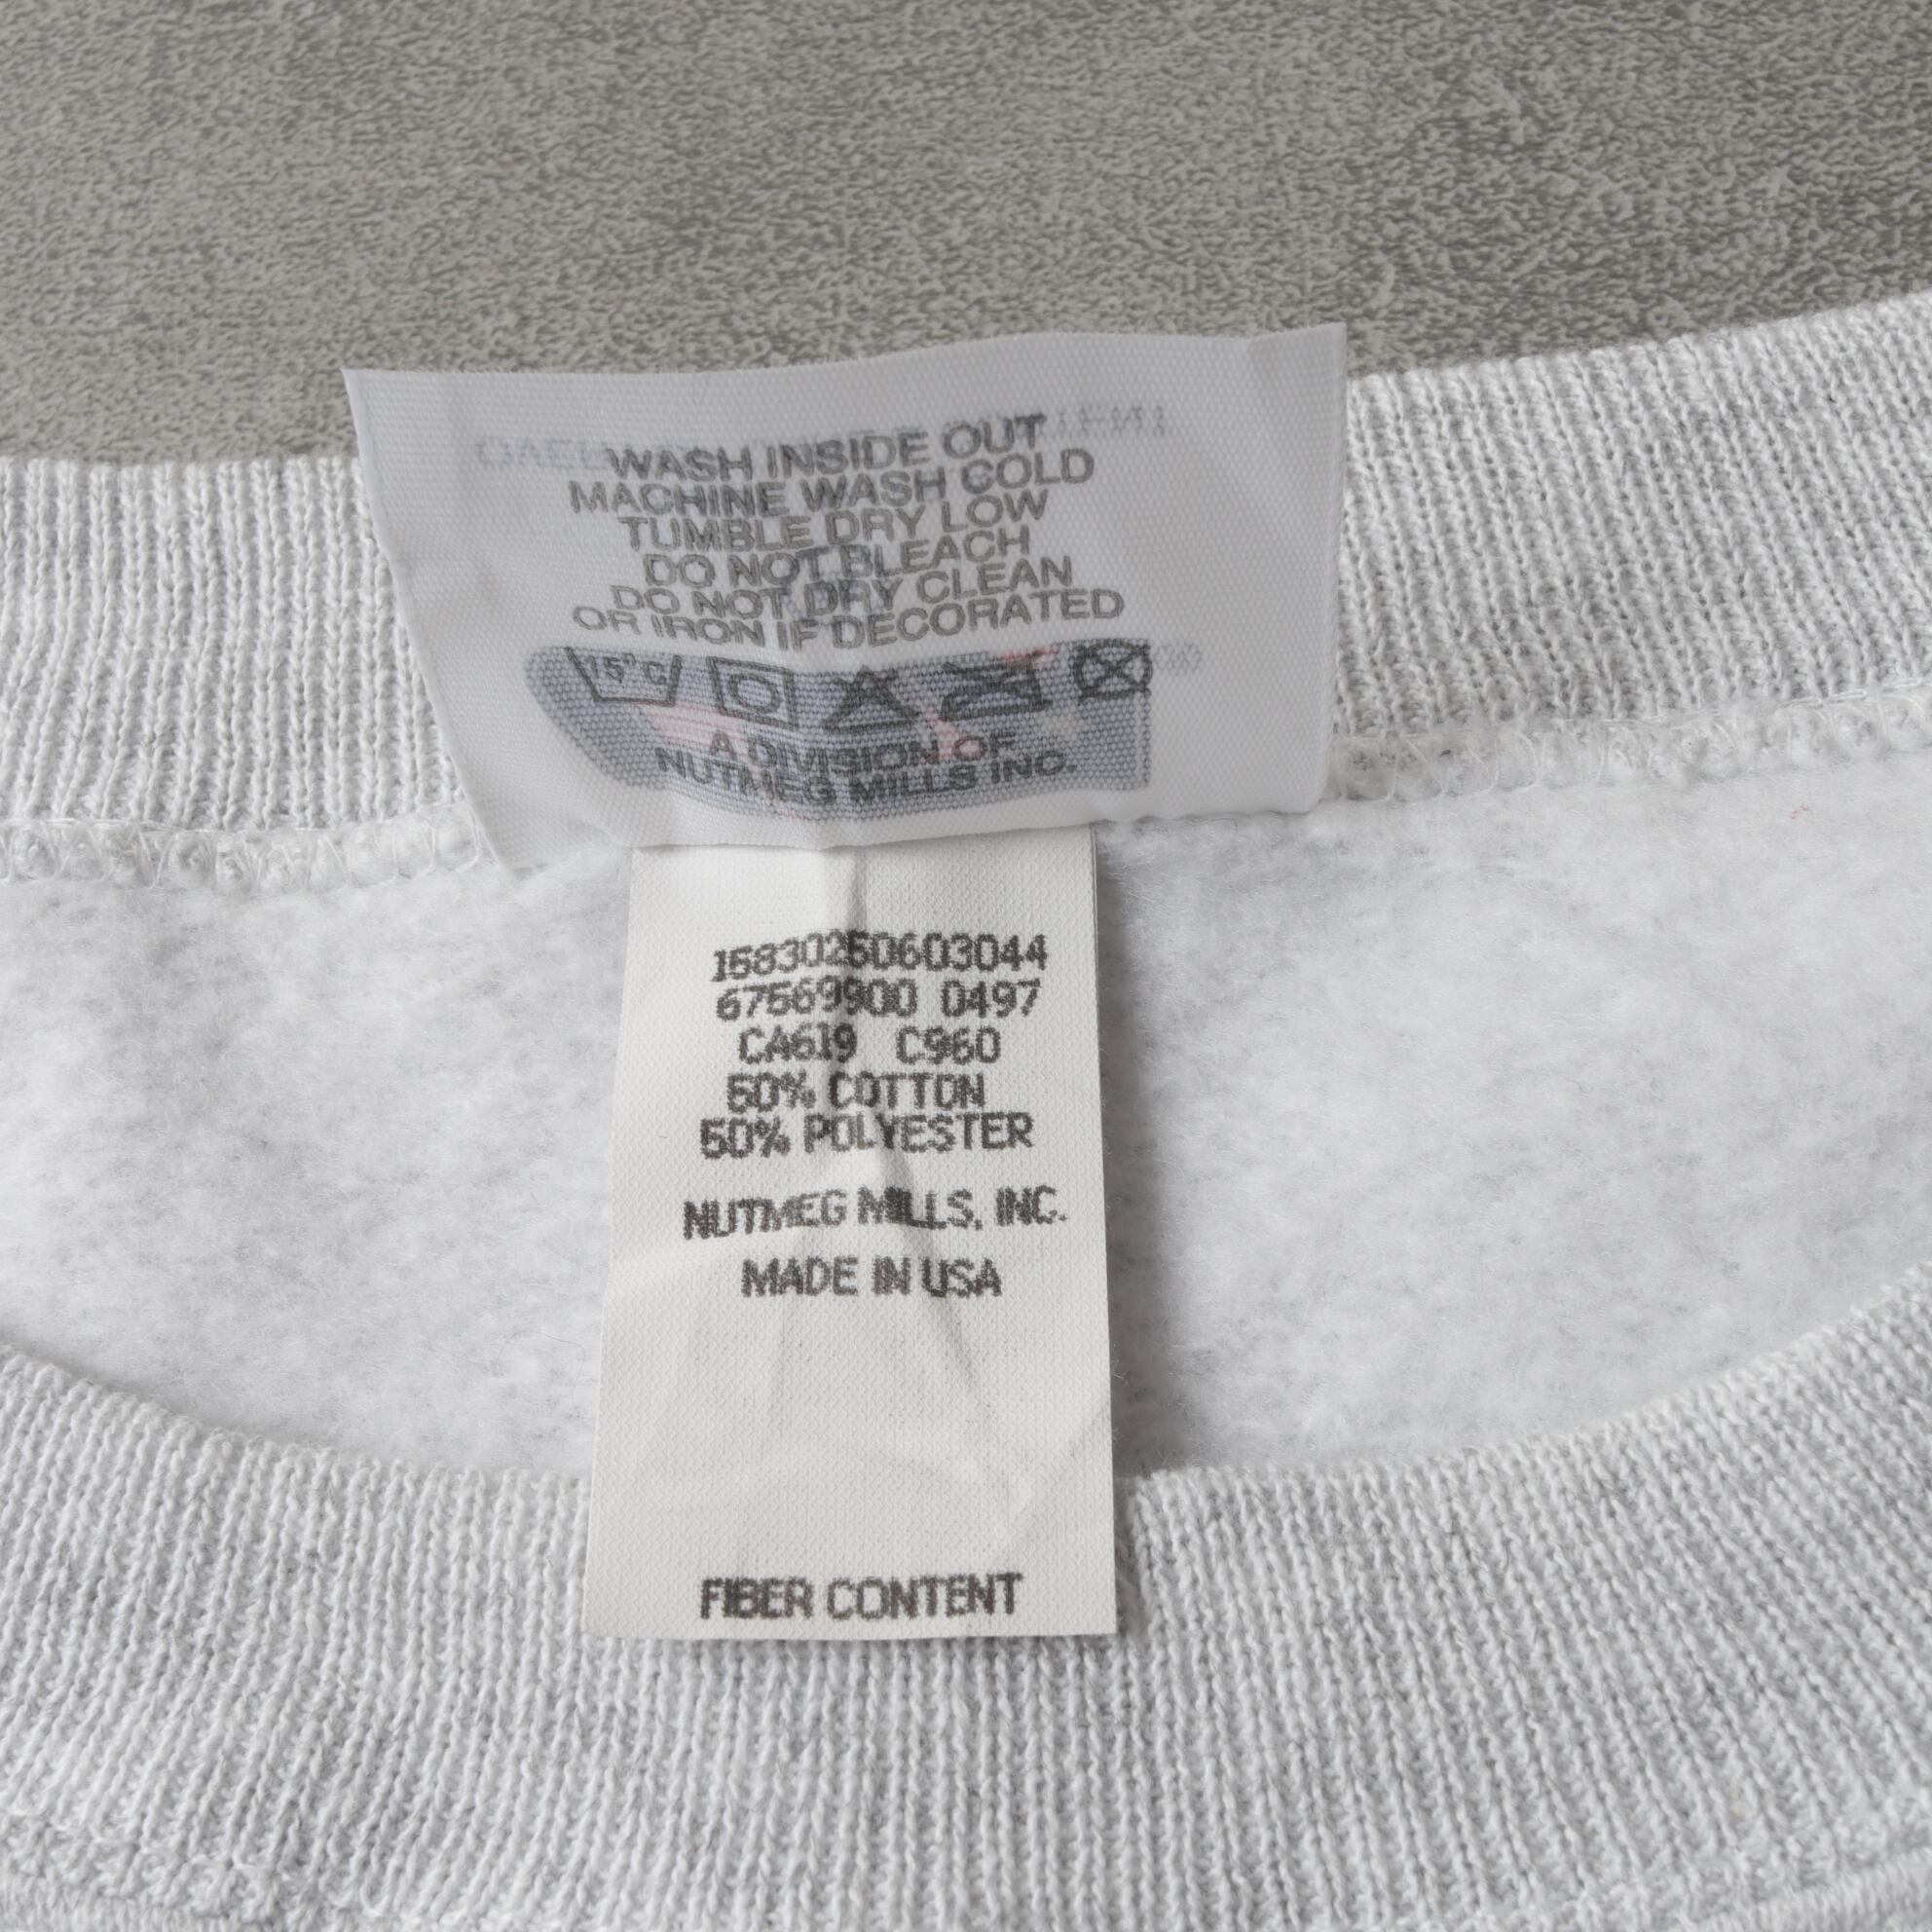 WASH INSIDE OUT
MACHINE WASH COLD
TUMBLE DRY LOW
DO NOT BLEACH
DO NOT DRY CLEAN
OR IRON IF DECORATED
15°C
A DIVISION OF
NUTMEG MILLS INC.
15830250603044
67569900 0497
CA619 C960
50% COTTON
50% POLYESTER
NUTMEG MILLS, INC.
MADE IN USA
FIBER CONTENT